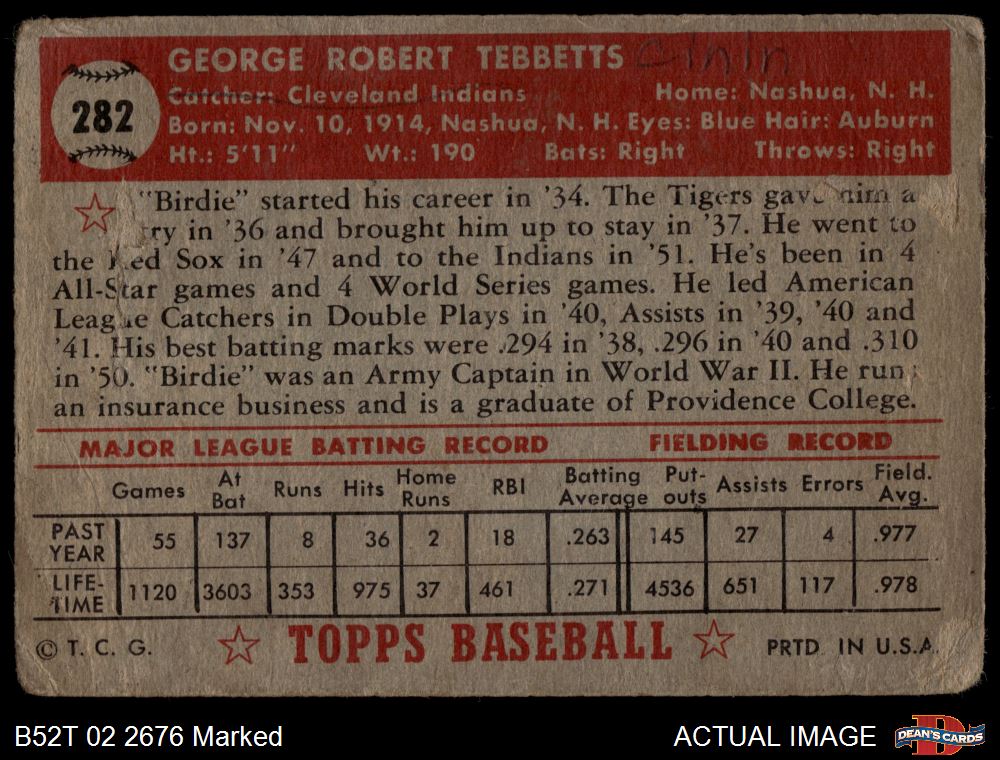 GEORGE ROBERT TEBBETTS
282
Catcher: Cleveland Indians Home: Nashua, N. H.
Born: Nov. 10, 1914, Nashua, N. H. Eyes: Blue Hair: Auburn
Ht.: 5'11" Wt.: 190 Bats: Right Throws: Right
"Birdie" started his career in '34. The Tigers gave him a
try in '36 and brought him up to stay in '37. He went to
the Red Sox in '47 and to the Indians in '51. He's been in 4
All-Star games and 4 World Series games. He led American
League Catchers in Double Plays in '40, Assists in '39, '40 and
'41. His best batting marks were .294 in '38, .296 in '40 and .310
in '50. "Birdie" was an Army Captain in World War II. He runs
an insurance business and is a graduate of Providence College.
MAJOR LEAGUE BATTING RECORD FIELDING RECORD
Games At Bat Runs Hits Home Runs RBI Batting Average Put-outs Assists Errors Field. Avg.
PAST YEAR 55 137 8 36 2 18 .263 145 27 4 .977
LIFE-TIME 1120 3603 353 975 37 461 .271 4536 651 117 .978
© T. C. G. TOPPS BASEBALL PRTD. IN U.S.A.
B52T 02 2676 Marked ACTUAL IMAGE DEAN'S CARDS